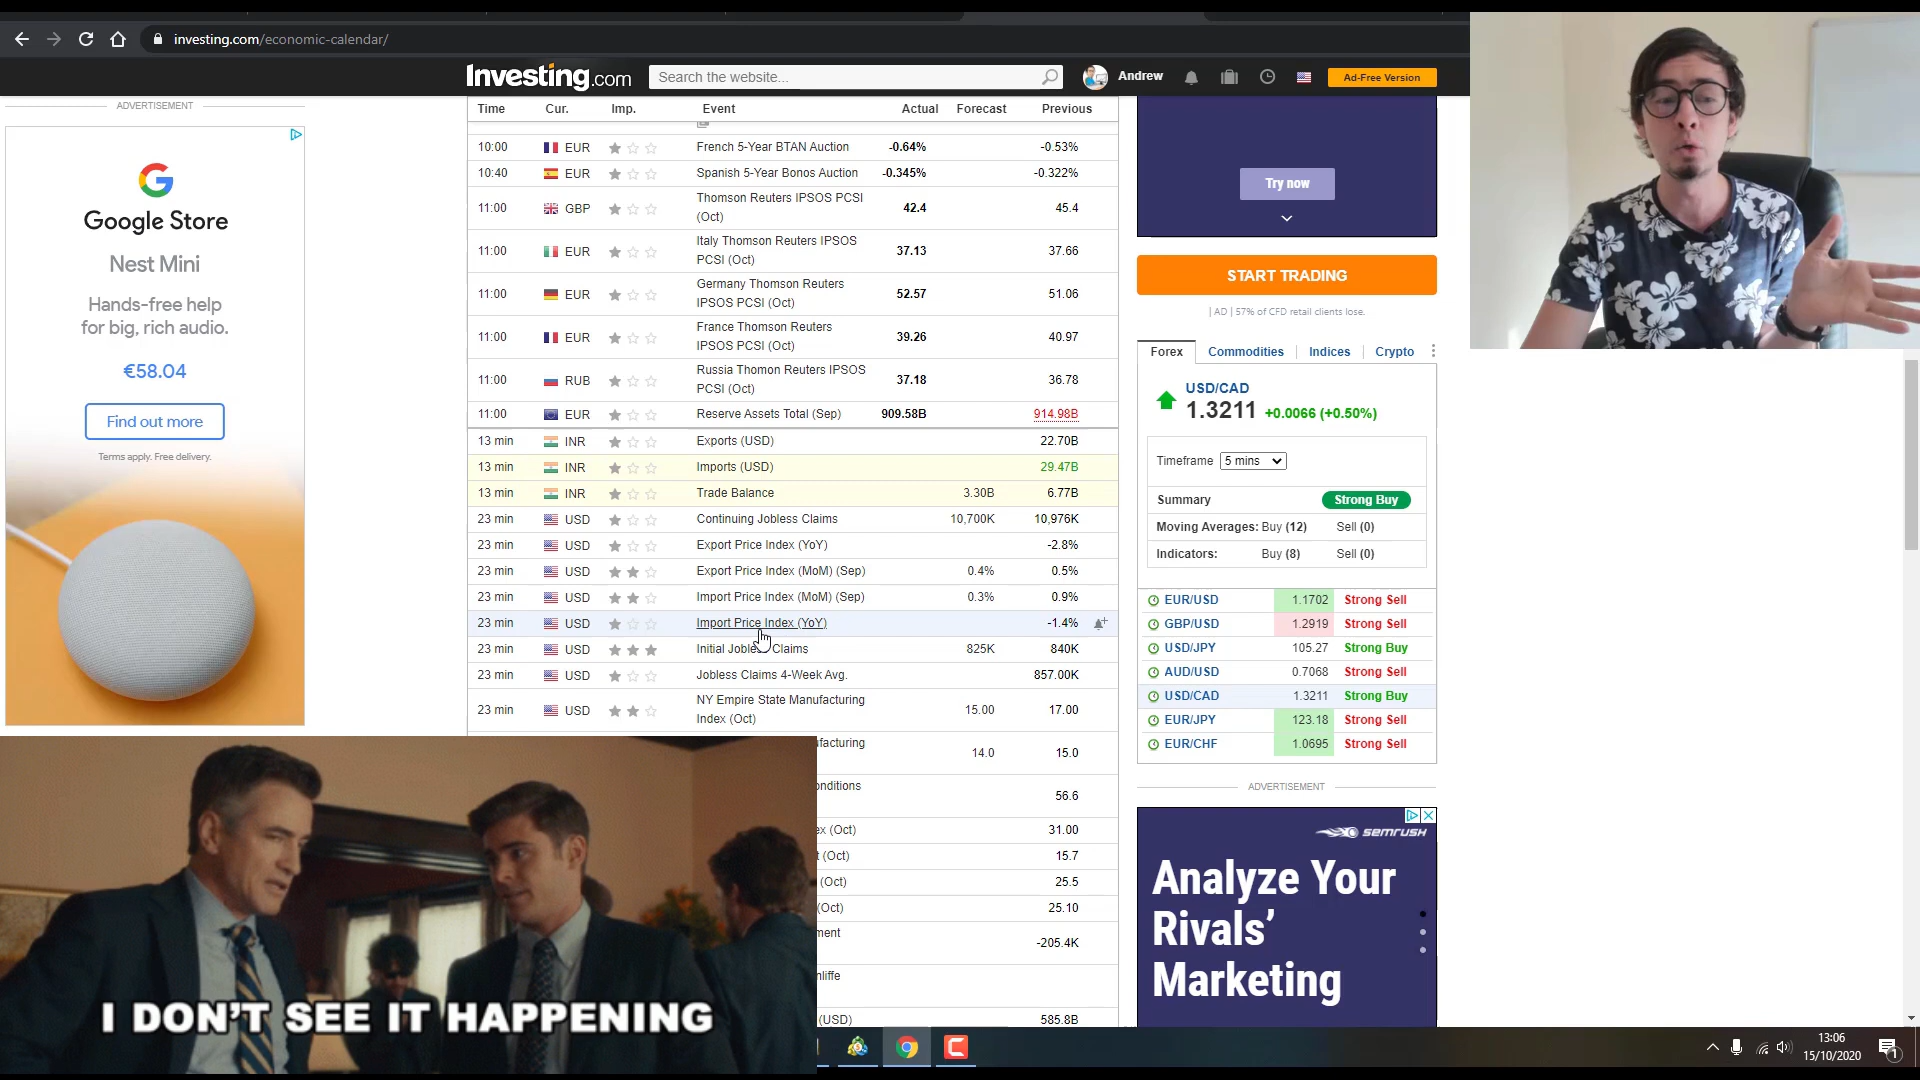 investing.com/economic-calendar/
Investing.com
Search the website...
Andrew
Ad-Free Version
ADVERTISEMENT
Google Store
Nest Mini
Hands-free help
for big, rich audio.
€58.04
Find out more
Terms apply. Free delivery.
Time Cur. Imp. Event Actual Forecast Previous
10:00 EUR French 5-Year BTAN Auction -0.64% -0.53%
10:40 EUR Spanish 5-Year Bonos Auction -0.345% -0.322%
11:00 GBP Thomson Reuters IPSOS PCSI 42.4 45.4
(Oct)
11:00 EUR Italy Thomson Reuters IPSOS 37.13 37.66
PCSI (Oct)
11:00 EUR Germany Thomson Reuters 52.57 51.06
IPSOS PCSI (Oct)
11:00 EUR France Thomson Reuters 39.26 40.97
IPSOS PCSI (Oct)
11:00 RUB Russia Thomon Reuters IPSOS 37.18 36.78
PCSI (Oct)
11:00 EUR Reserve Assets Total (Sep) 909.58B 914.98B
13 min INR Exports (USD) 22.70B
13 min INR Imports (USD) 29.47B
13 min INR Trade Balance 3.30B 6.77B
23 min USD Continuing Jobless Claims 10,700K 10,976K
23 min USD Export Price Index (YoY) -2.8%
23 min USD Export Price Index (MoM) (Sep) 0.4% 0.5%
23 min USD Import Price Index (MoM) (Sep) 0.3% 0.9%
23 min USD Import Price Index (YoY) -1.4%
23 min USD Initial Jobless Claims 825K 840K
23 min USD Jobless Claims 4-Week Avg. 857.00K
23 min USD NY Empire State Manufacturing 15.00 17.00
Index (Oct)
facturing 14.0 15.0
onditions
56.6
ex (Oct) 31.00
t (Oct) 15.7
(Oct) 25.5
(Oct) 25.10
ment
-205.4K
nliffe
(USD) 585.8B
Try now
START TRADING
| AD | 57% of CFD retail clients lose.
Forex Commodities Indices Crypto
USD/CAD
1.3211 +0.0066 (+0.50%)
Timeframe 5 mins
Summary Strong Buy
Moving Averages: Buy (12) Sell (0)
Indicators: Buy (8) Sell (0)
EUR/USD 1.1702 Strong Sell
GBP/USD 1.2919 Strong Sell
USD/JPY 105.27 Strong Buy
AUD/USD 0.7068 Strong Sell
USD/CAD 1.3211 Strong Buy
EUR/JPY 123.18 Strong Sell
EUR/CHF 1.0695 Strong Sell
ADVERTISEMENT
semrush
Analyze Your
Rivals'
Marketing
I DON'T SEE IT HAPPENING
13:06
15/10/2020
1